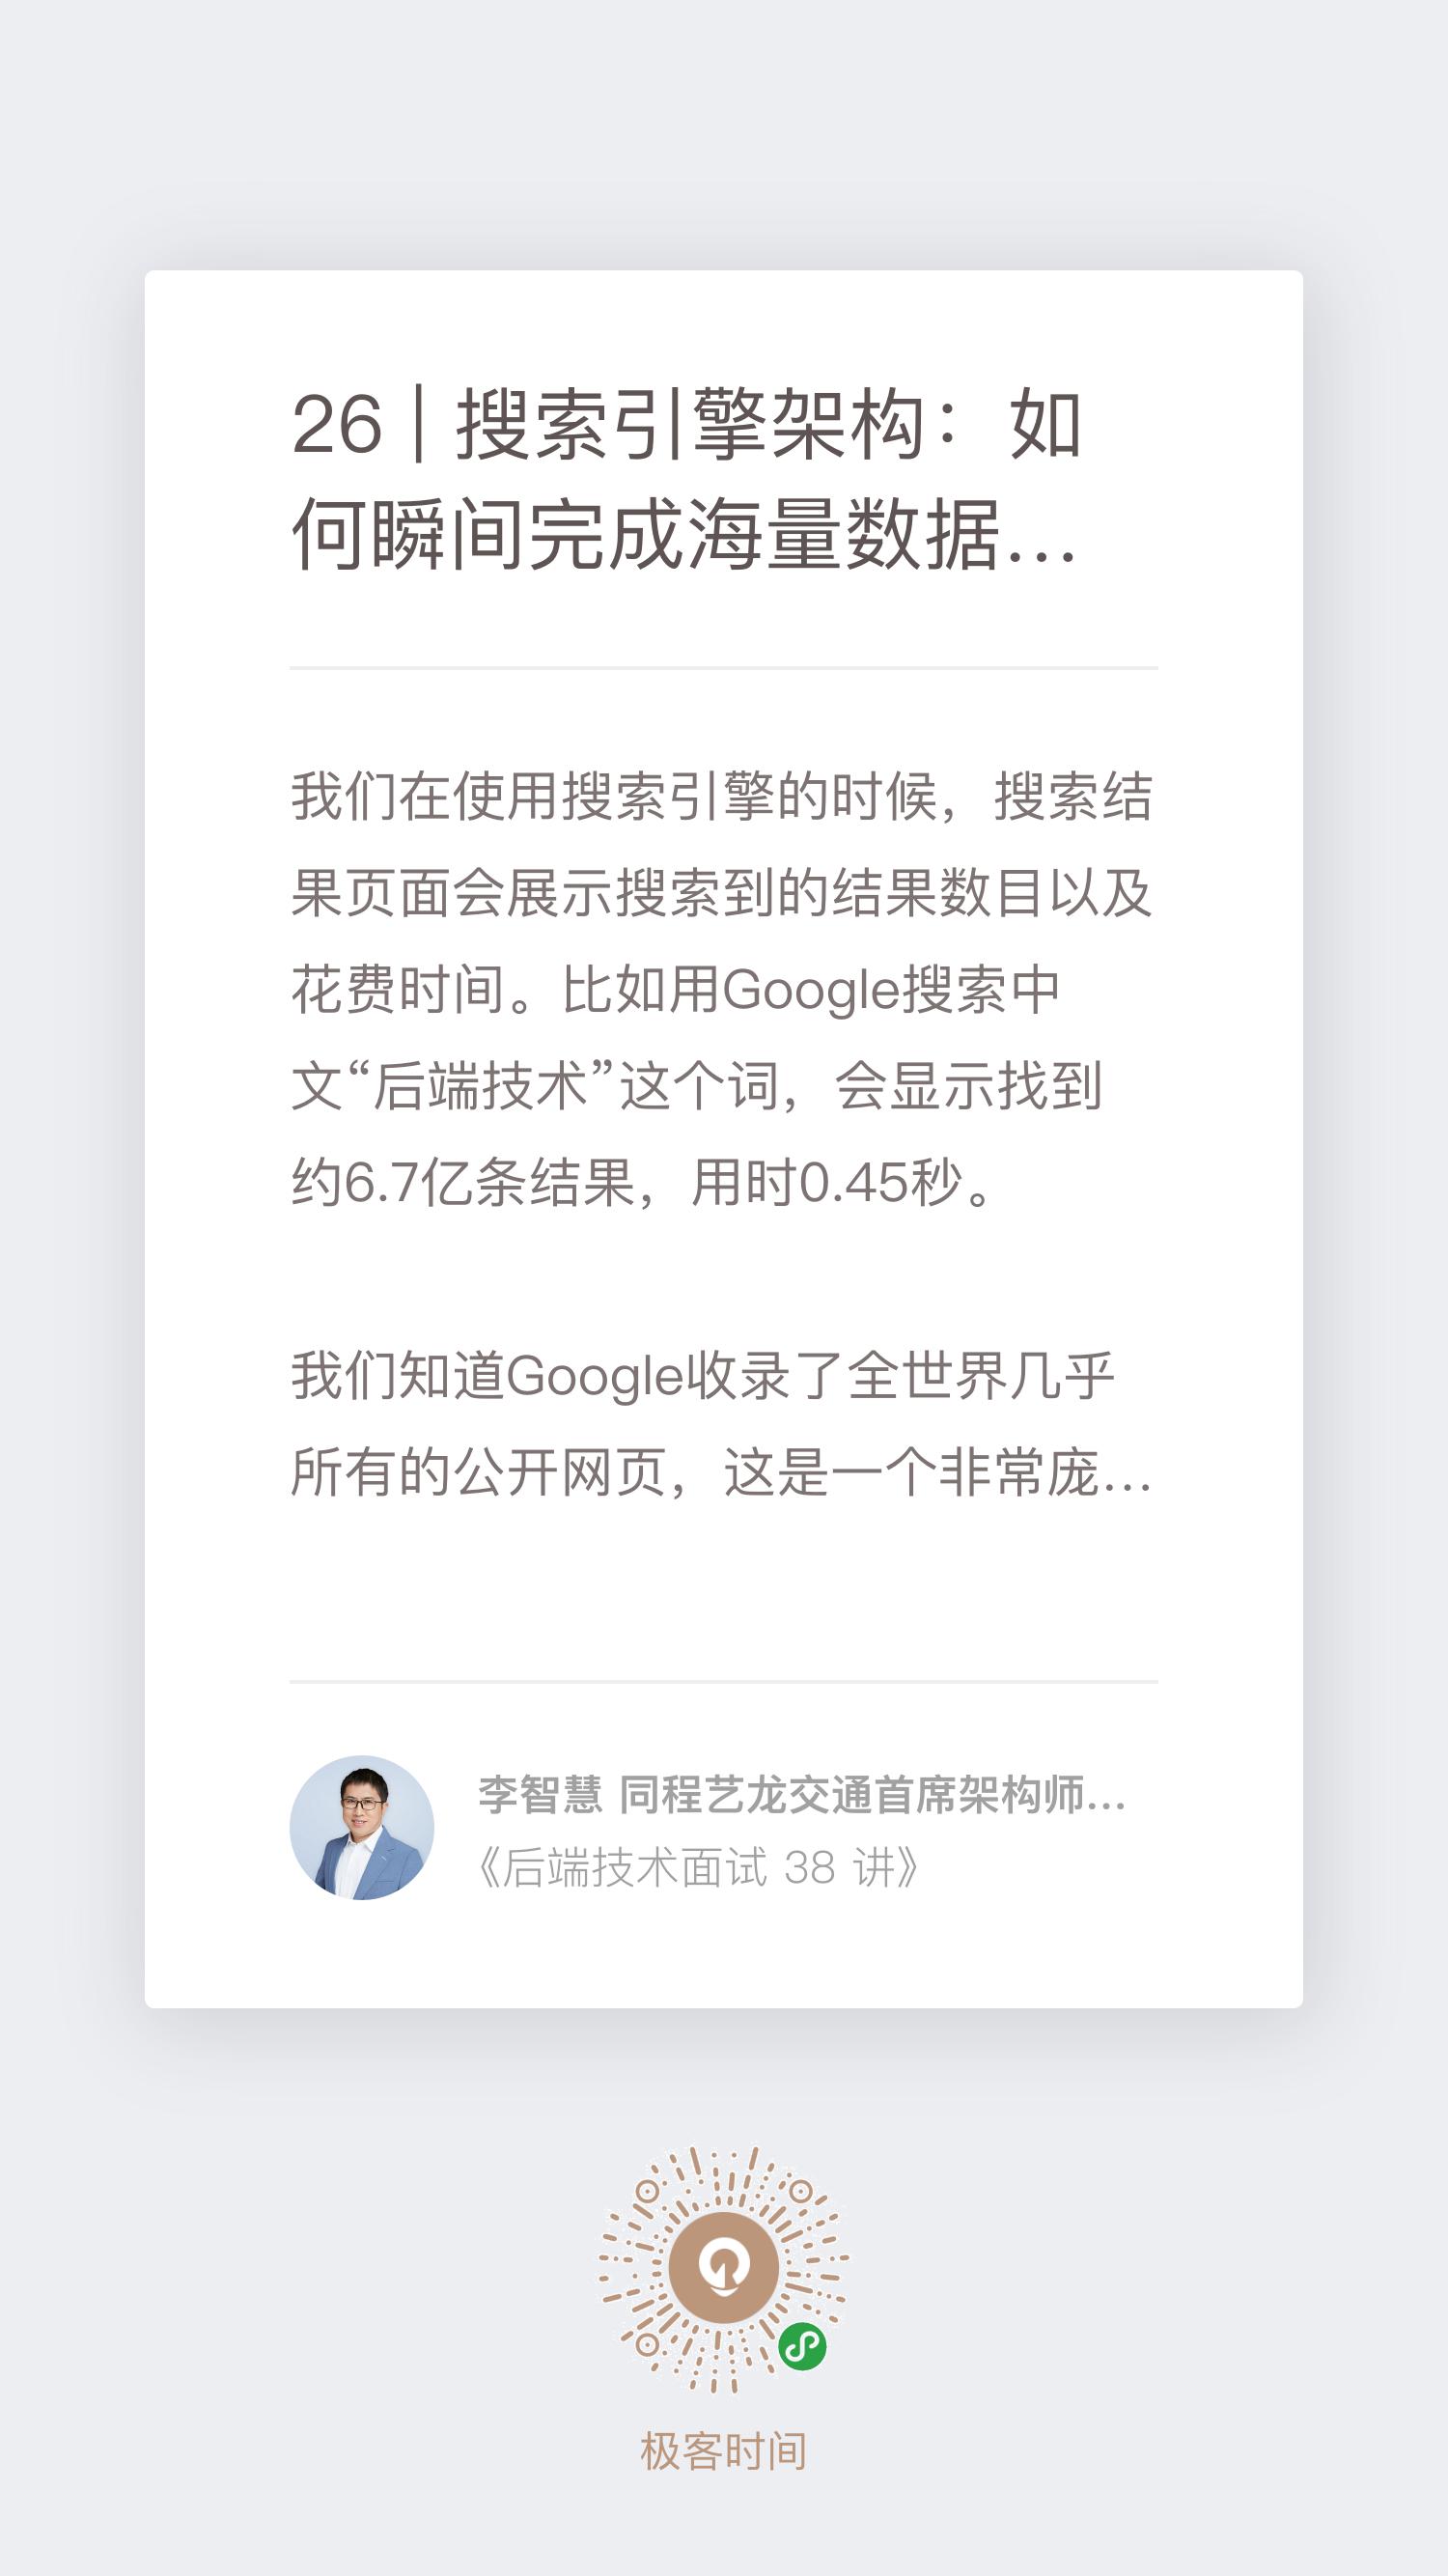 26 | 搜索引擎架构：如
何瞬间完成海量数据...
我们在使用搜索引擎的时候，搜索结
果页面会展示搜索到的结果数目以及
花费时间。比如用Google搜索中
文“后端技术”这个词，会显示找到
约6.7亿条结果，用时0.45秒。
我们知道Google收录了全世界几乎
所有的公开网页，这是一个非常庞...
李智慧 同程艺龙交通首席架构师...
《后端技术面试 38 讲》
极客时间